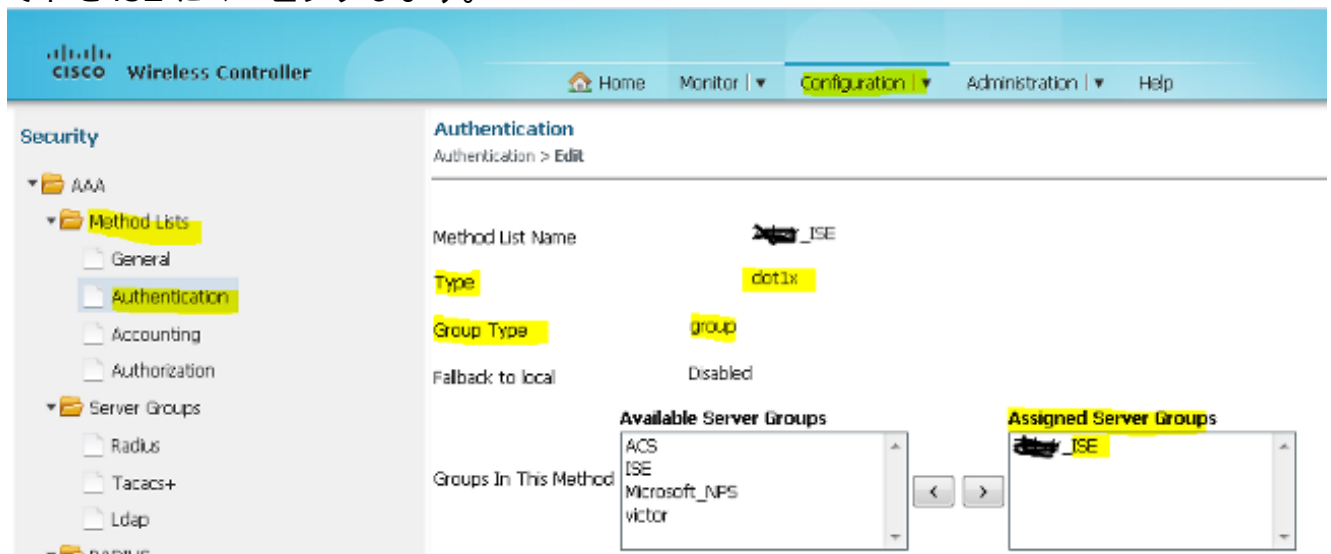 CISCO Wireless Controller
Home Monitor Configuration Administration Help
Security
AAA
Method Lists
General
Authentication
Accounting
Authorization
Server Groups
Radius
Tacacs+
Ldap
RADIUS
Authentication
Authentication > Edit
Method List Name _ISE
Type dot1x
Group Type group
Fallback to local Disabled
Available Server Groups Assigned Server Groups
Groups In This Method
ACS
ISE
Microsoft_NPS
victor
< >
_ISE